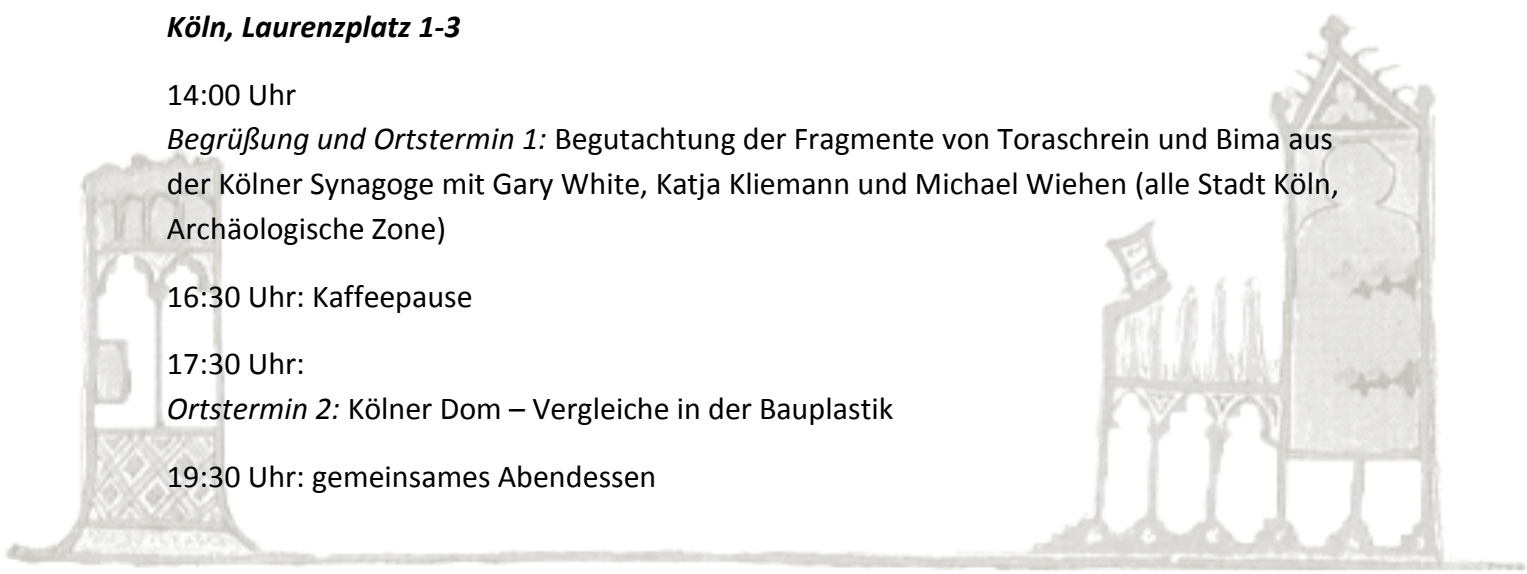 Köln, Laurenzplatz 1-3
14:00 Uhr
Begrüßung und Ortstermin 1: Begutachtung der Fragmente von Toraschrein und Bima aus
der Kölner Synagoge mit Gary White, Katja Kliemann und Michael Wiehen (alle Stadt Köln,
Archäologische Zone)
16:30 Uhr: Kaffeepause
17:30 Uhr:
Ortstermin 2: Kölner Dom – Vergleiche in der Bauplastik
19:30 Uhr: gemeinsames Abendessen